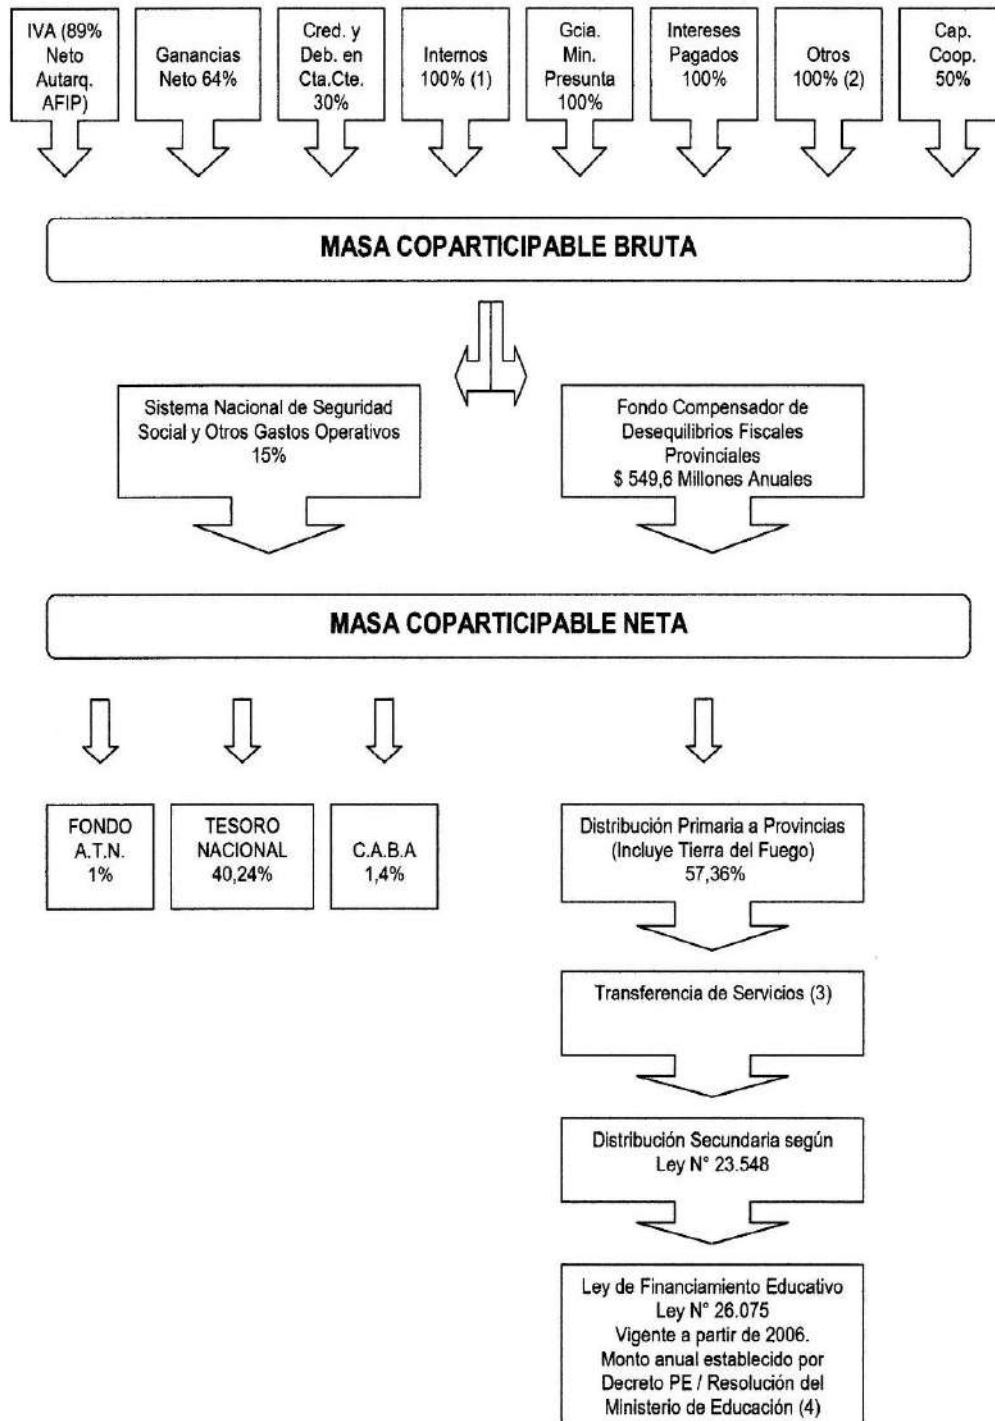 IVA (89%
Neto
Autarq.
AFIP)
Ganancias
Neto 64%
Cred. y
Deb. en
Cta.Cte.
30%
Internos
100% (1)
Gcia.
Min.
Presunta
100%
Intereses
Pagados
100%
Otros
100% (2)
Cap.
Coop.
50%
MASA COPARTICIPABLE BRUTA
Sistema Nacional de Seguridad
Social y Otros Gastos Operativos
15%
Fondo Compensador de
Desequilibrios Fiscales
Provinciales
$ 549,6 Millones Anuales
MASA COPARTICIPABLE NETA
FONDO
A.T.N.
1%
TESORO
NACIONAL
40,24%
C.A.B.A
1,4%
Distribución Primaria a Provincias
(Incluye Tierra del Fuego)
57,36%
Transferencia de Servicios (3)
Distribución Secundaria según
Ley N° 23.548
Ley de Financiamiento Educativo
Ley N° 26.075
Vigente a partir de 2006.
Monto anual establecido por
Decreto PE / Resolución del
Ministerio de Educación (4)